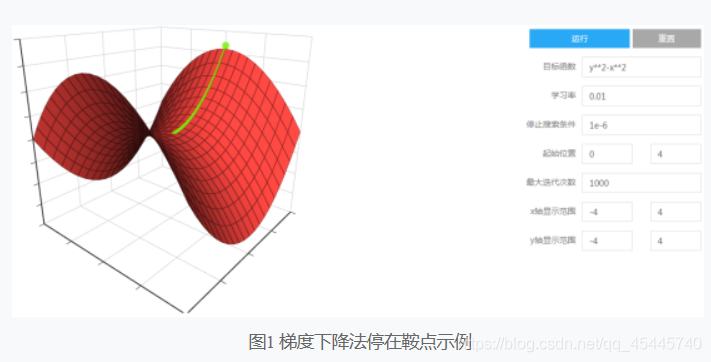 运行 重置
目标函数 y**2-x**2
学习率 0.01
停止搜索条件 1e-6
起始位置 0 4
最大迭代次数 1000
x轴显示范围 -4 4
y轴显示范围 -4 4
图1 梯度下降法停在鞍点示例
https://blog.csdn.net/qq_45445740